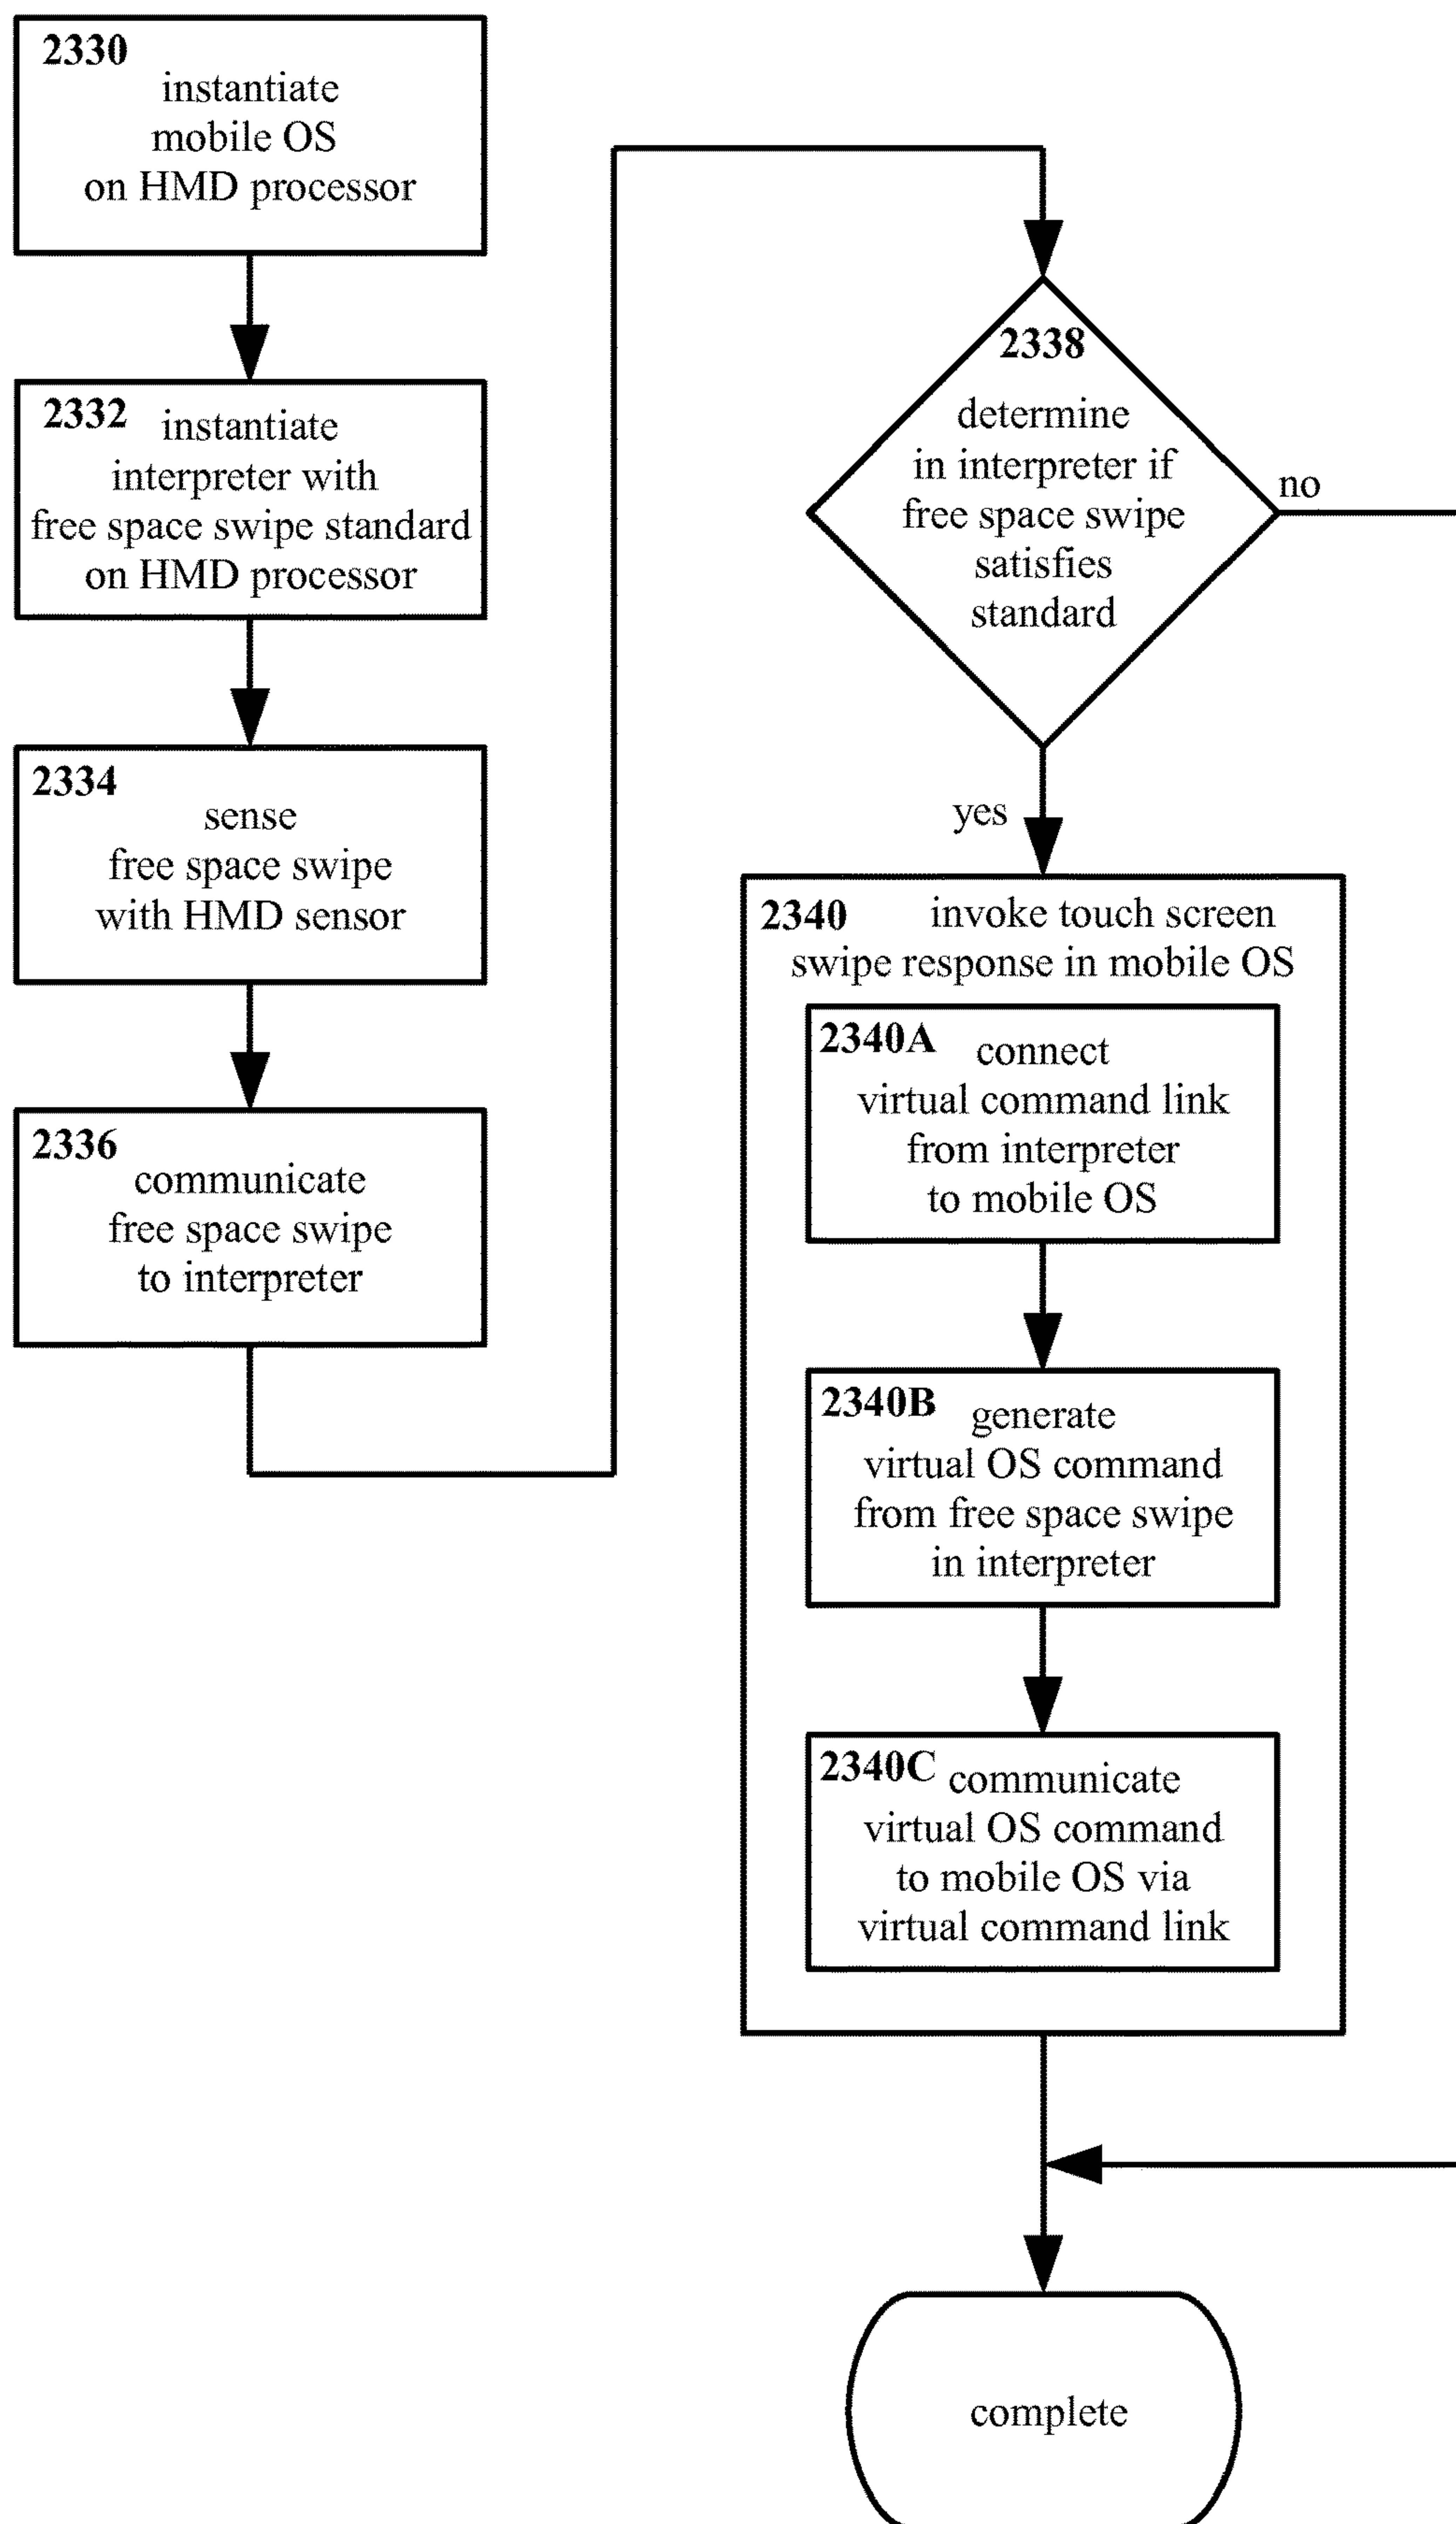 2330
instantiate
mobile OS
on HMD processor
2332 instantiate
interpreter with
free space swipe standard
on HMD processor
2334
sense
free space swipe
with HMD sensor
2336
communicate
free space swipe
to interpreter
2338
determine
in interpreter if
free space swipe
satisfies
standard
no
yes
2340 invoke touch screen
swipe response in mobile OS
2340A connect
virtual command link
from interpreter
to mobile OS
2340B generate
virtual OS command
from free space swipe
in interpreter
2340C communicate
virtual OS command
to mobile OS via
virtual command link
complete